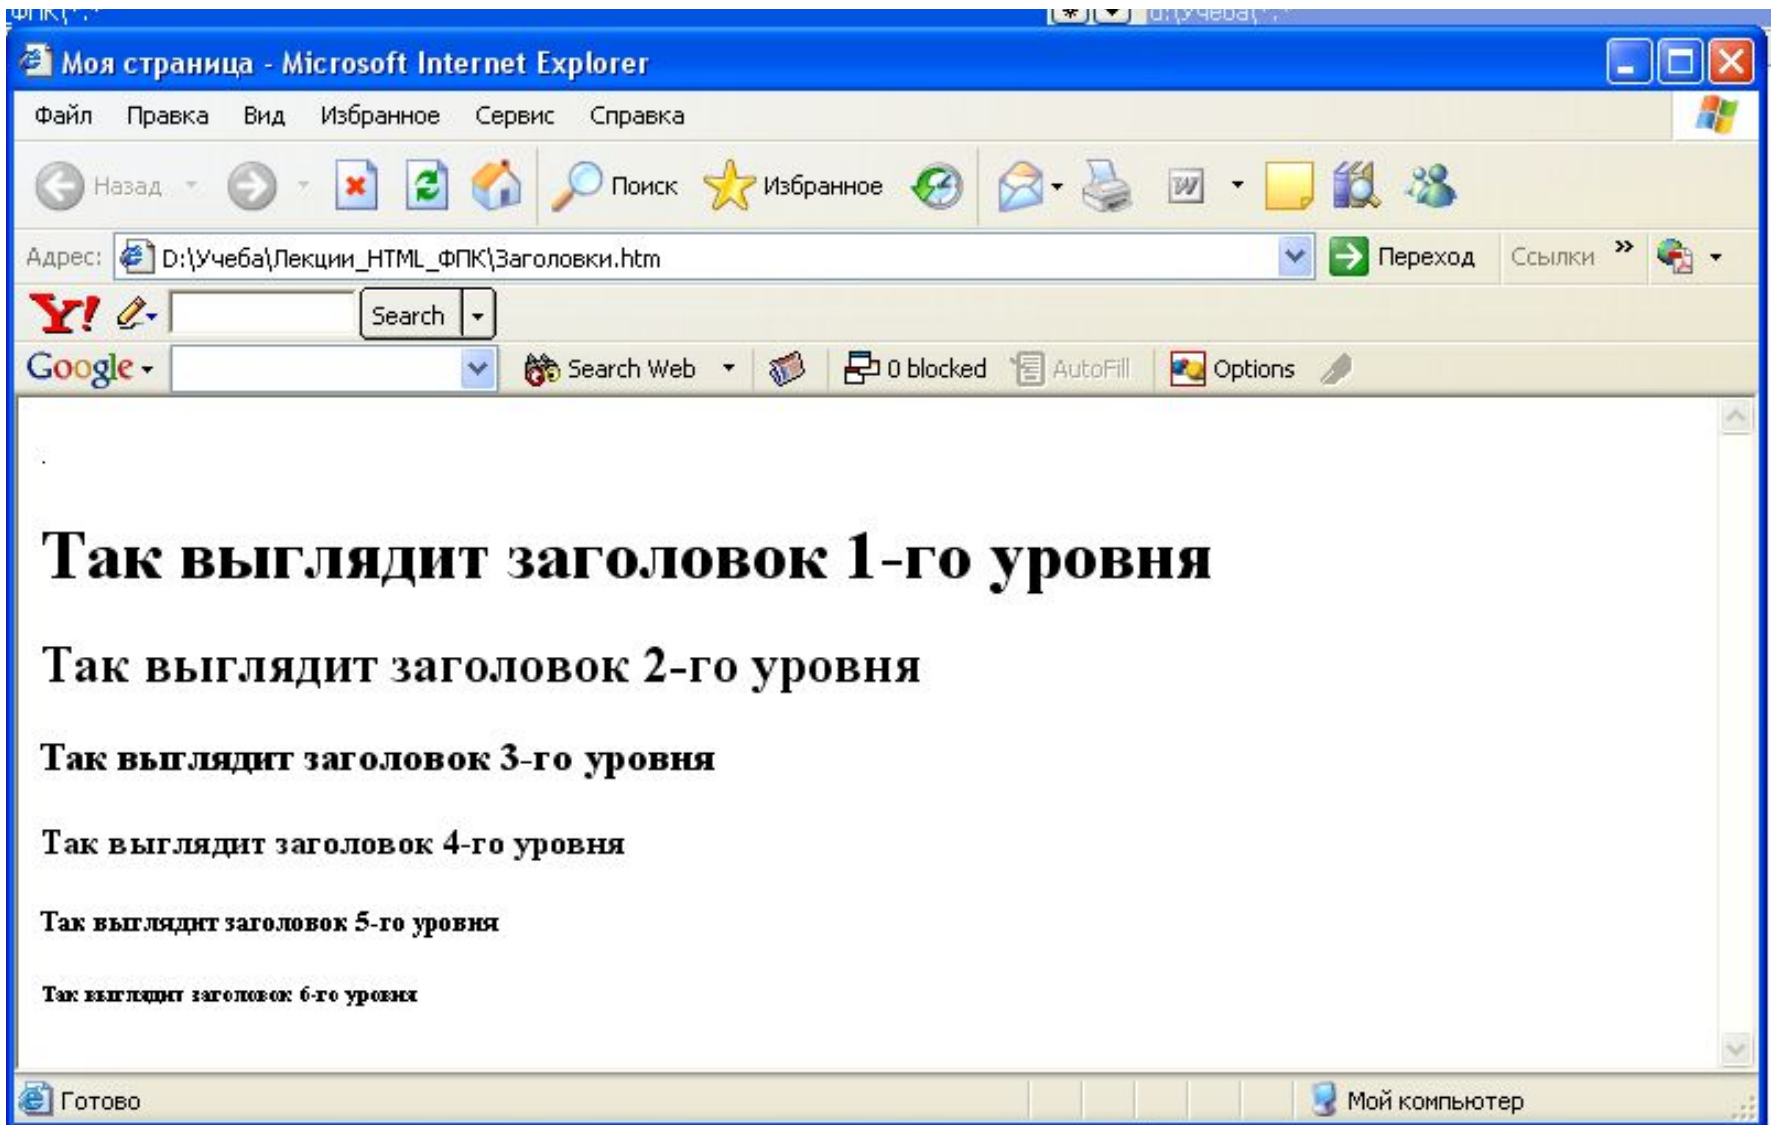 ФПК\*.* d:\Учеба\*.*
Моя страница - Microsoft Internet Explorer
Файл Правка Вид Избранное Сервис Справка
Назад Поиск Избранное
Адрес: D:\Учеба\Лекции_HTML_ФПК\Заголовки.htm Переход Ссылки »
Y! Search
Google Search Web 0 blocked AutoFill Options
.
Так выглядит заголовок 1-го уровня
Так выглядит заголовок 2-го уровня
Так выглядит заголовок 3-го уровня
Так выглядит заголовок 4-го уровня
Так выглядит заголовок 5-го уровня
Так выглядит заголовок 6-го уровня
Готово Мой компьютер